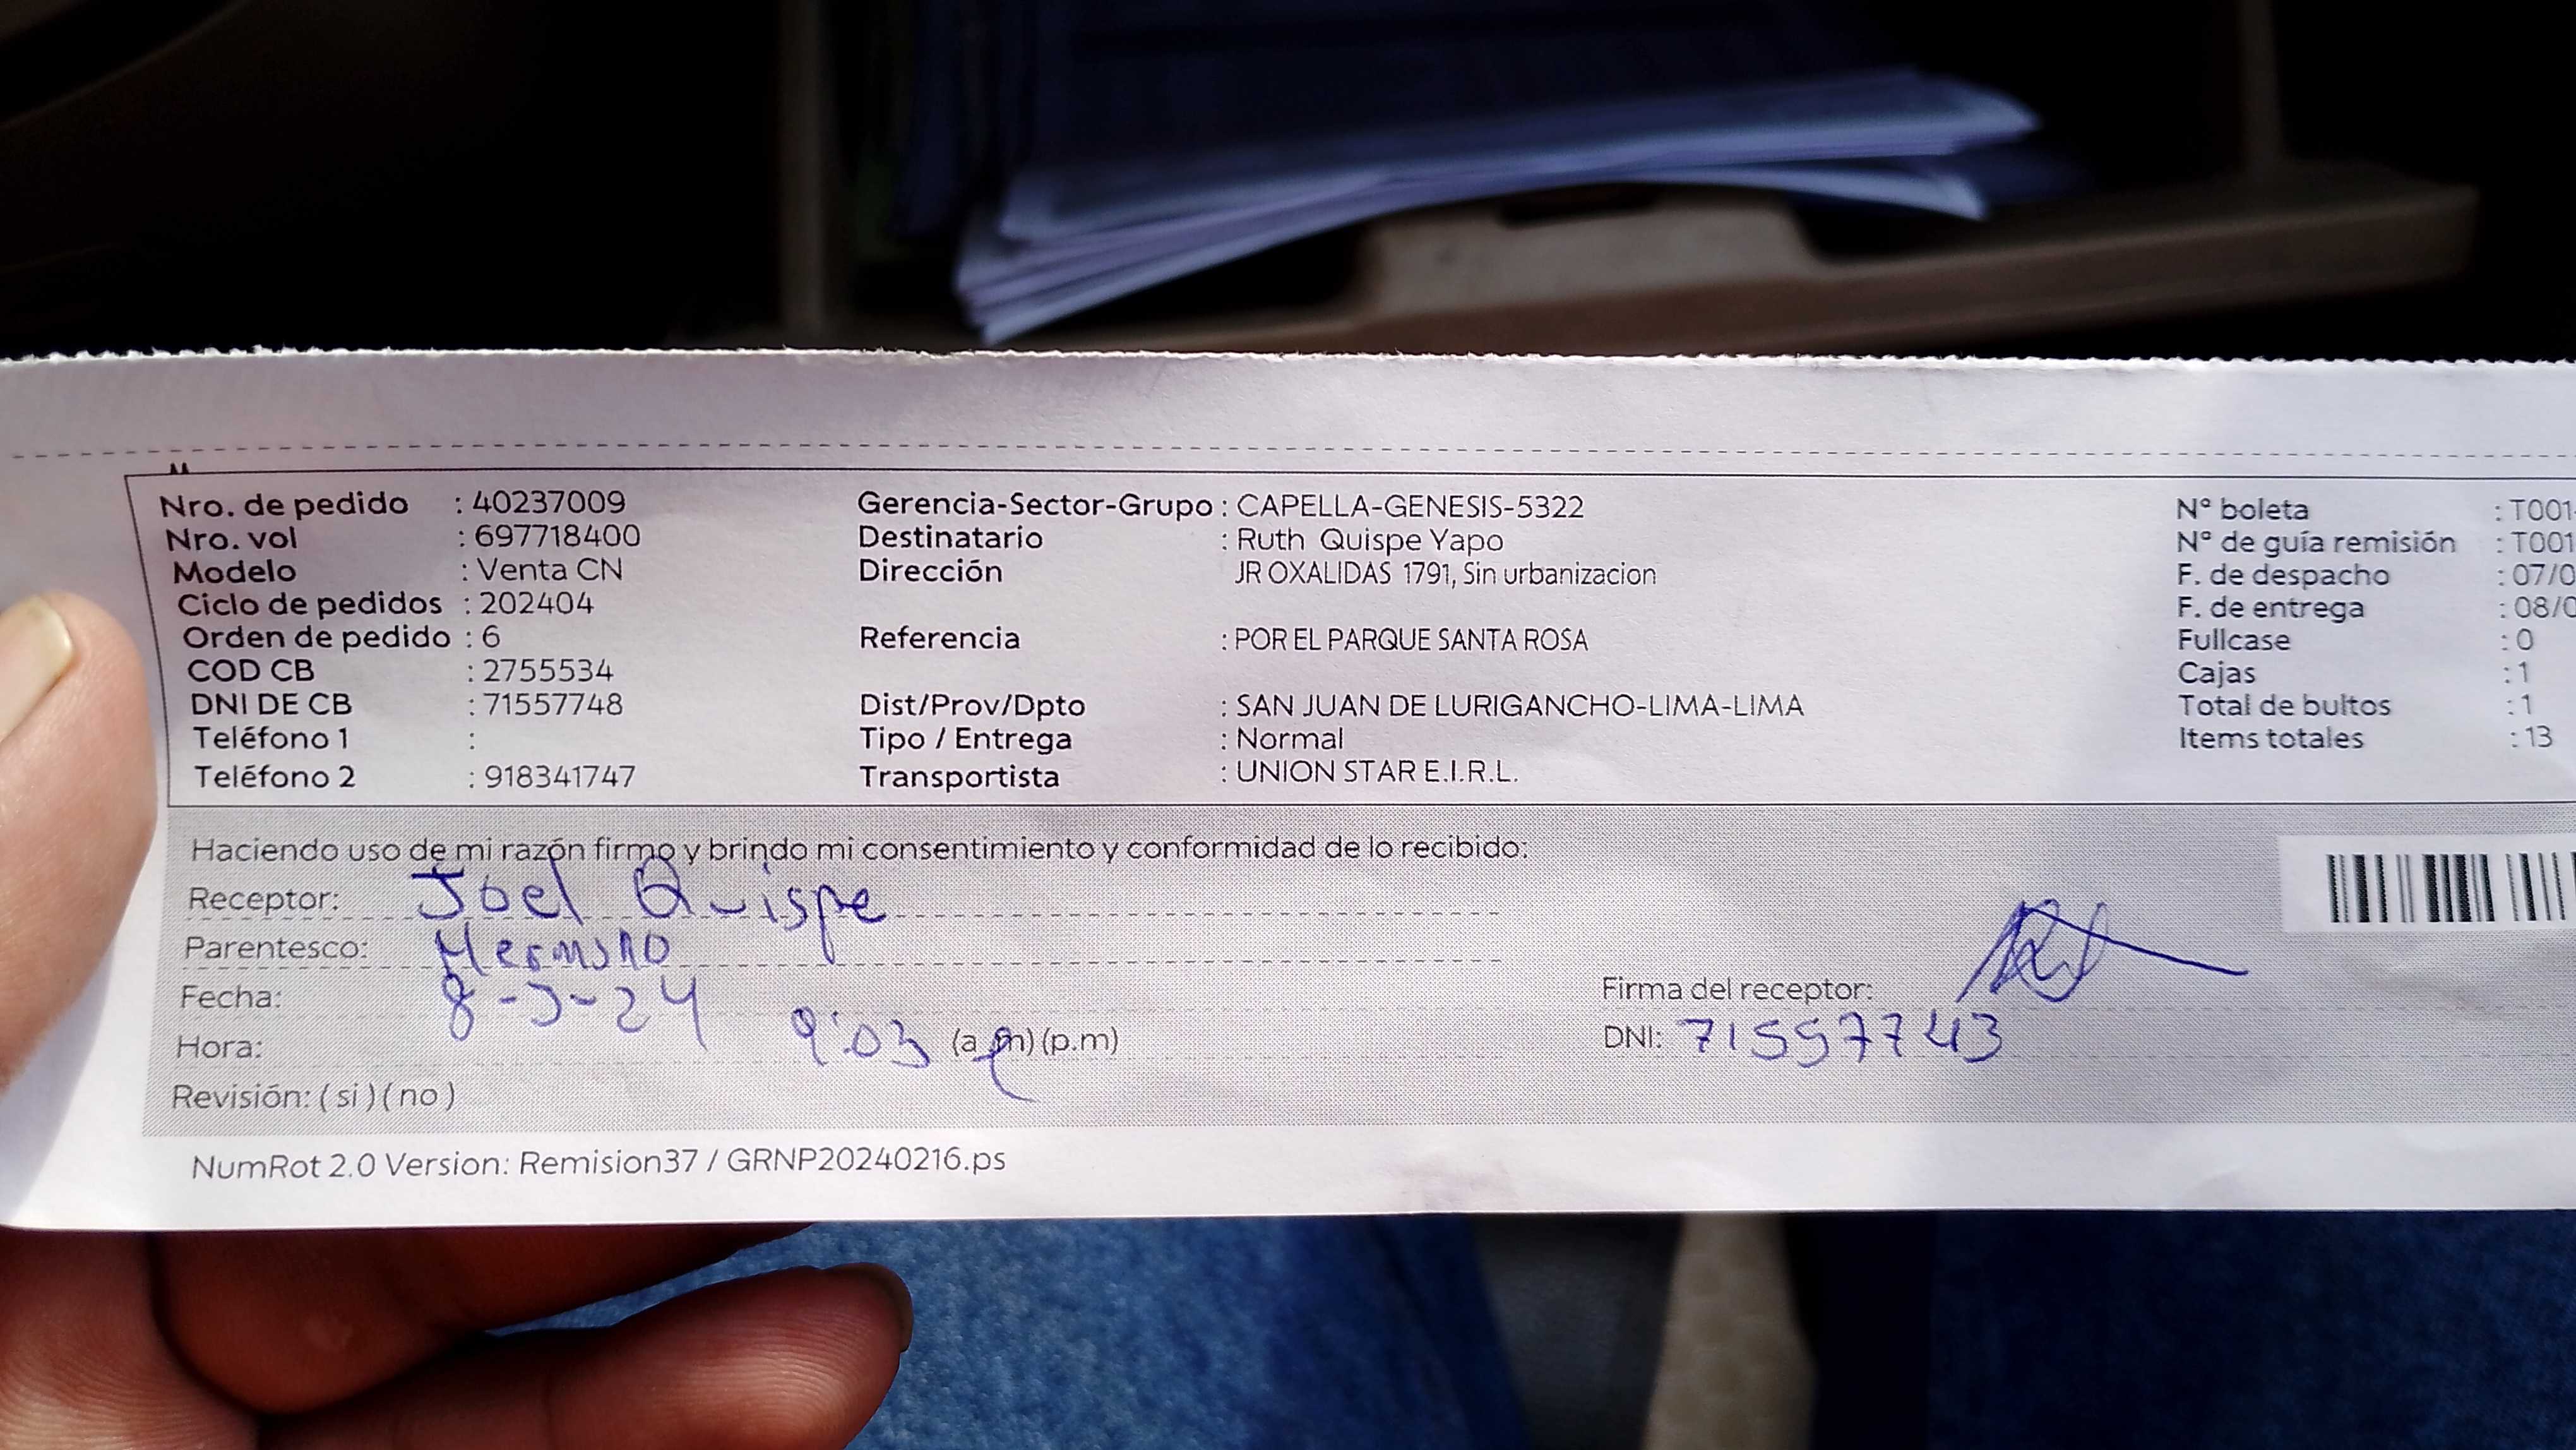 Nro. de pedido : 40237009 Gerencia-Sector-Grupo : CAPELLA-GENESIS-5322 N° boleta : T001
Nro. vol : 697718400 Destinatario : Ruth Quispe Yapo N° de guía remisión : T001
Modelo : Venta CN Dirección JR OXALIDAS 1791, Sin urbanizacion F. de despacho : 07/0
Ciclo de pedidos : 202404 F. de entrega : 08/0
Orden de pedido : 6 Referencia : POR EL PARQUE SANTA ROSA Fullcase : 0
COD CB : 2755534 Cajas : 1
DNI DE CB : 71557748 Dist/Prov/Dpto : SAN JUAN DE LURIGANCHO-LIMA-LIMA Total de bultos : 1
Teléfono 1 : Tipo / Entrega : Normal Items totales : 13
Teléfono 2 : 918341747 Transportista : UNION STAR E.I.R.L.
Haciendo uso de mi razón firmo y brindo mi consentimiento y conformidad de lo recibido:
Receptor: Joel Quispe
Parentesco: Hermano
Fecha: 8-3-24 Firma del receptor:
Hora: 9:03 (a.m) (p.m) DNI: 71557743
Revisión: ( si ) ( no )
NumRot 2.0 Version: Remision37 / GRNP20240216.ps